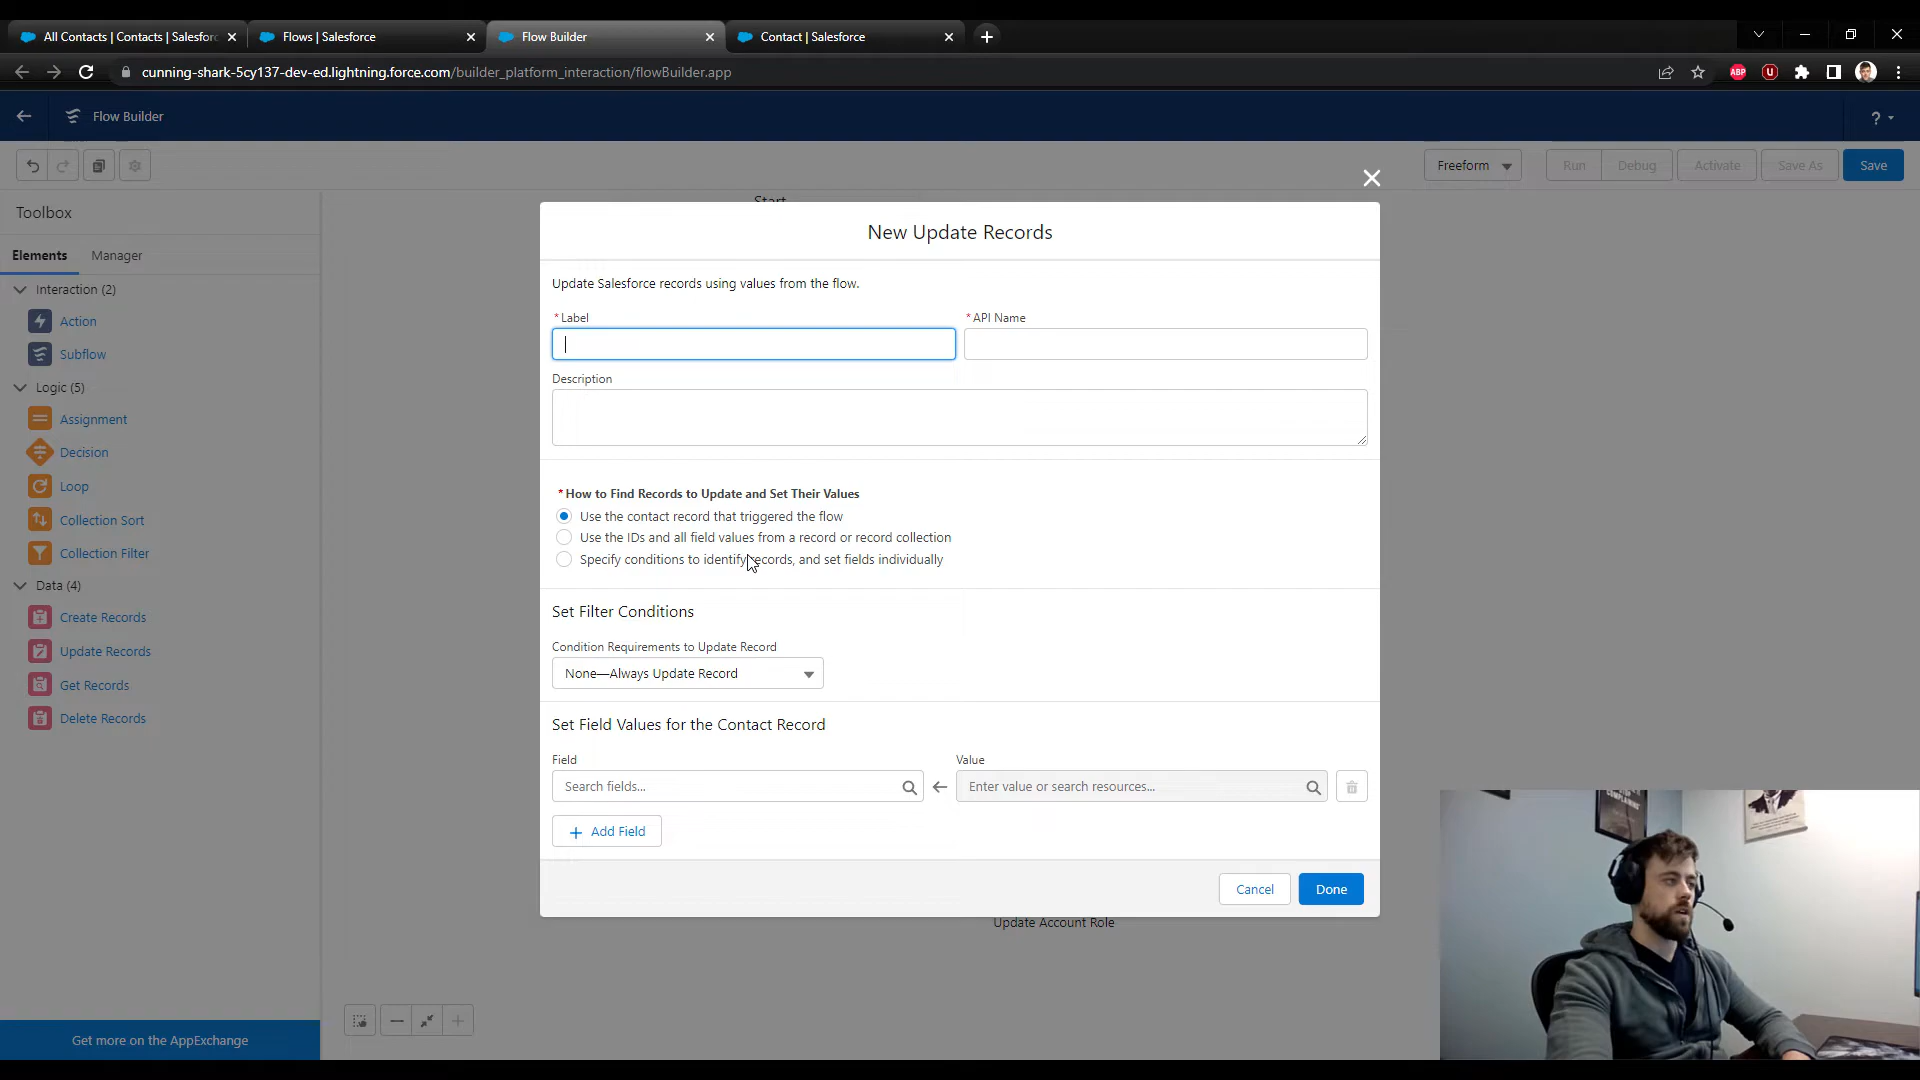 All Contacts | Contacts | Salesforc
Flows | Salesforce
Flow Builder
Contact | Salesforce
cunning-shark-5cy137-dev-ed.lightning.force.com/builder_platform_interaction/flowBuilder.app
ABP
Flow Builder
?
Freeform
Run
Debug
Activate
Save As
Save
Toolbox
Start
New Update Records
Elements
Manager
Update Salesforce records using values from the flow.
Interaction (2)
* Label
* API Name
Action
Subflow
Description
Logic (5)
Assignment
Decision
Loop
* How to Find Records to Update and Set Their Values
Collection Sort
Use the contact record that triggered the flow
Use the IDs and all field values from a record or record collection
Collection Filter
Specify conditions to identify records, and set fields individually
Data (4)
Create Records
Set Filter Conditions
Update Records
Condition Requirements to Update Record
None—Always Update Record
Get Records
Delete Records
Set Field Values for the Contact Record
Field
Value
Search fields...
Enter value or search resources...
Add Field
Cancel
Done
Update Account Role
Get more on the AppExchange